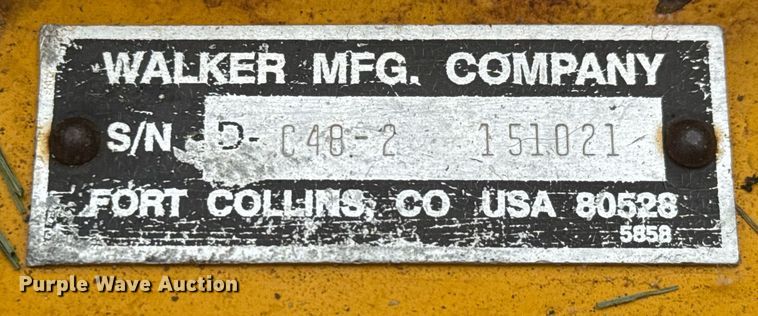 WALKER MFG. COMPANY
S/N -D- C48-2 151021
FORT COLLINS, CO USA 80528
5858
Purple Wave Auction